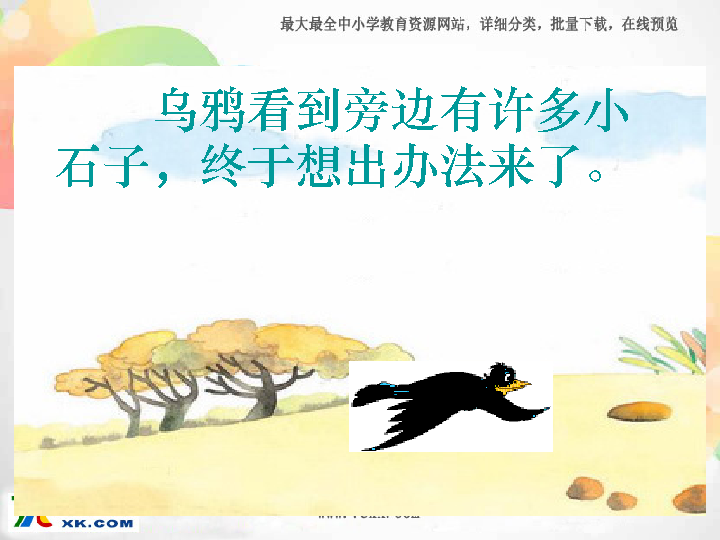 最大最全中小学教育资源网站，详细分类，批量下载，在线预览
乌鸦看到旁边有许多小
石子，终于想出办法来了。
XK.COM